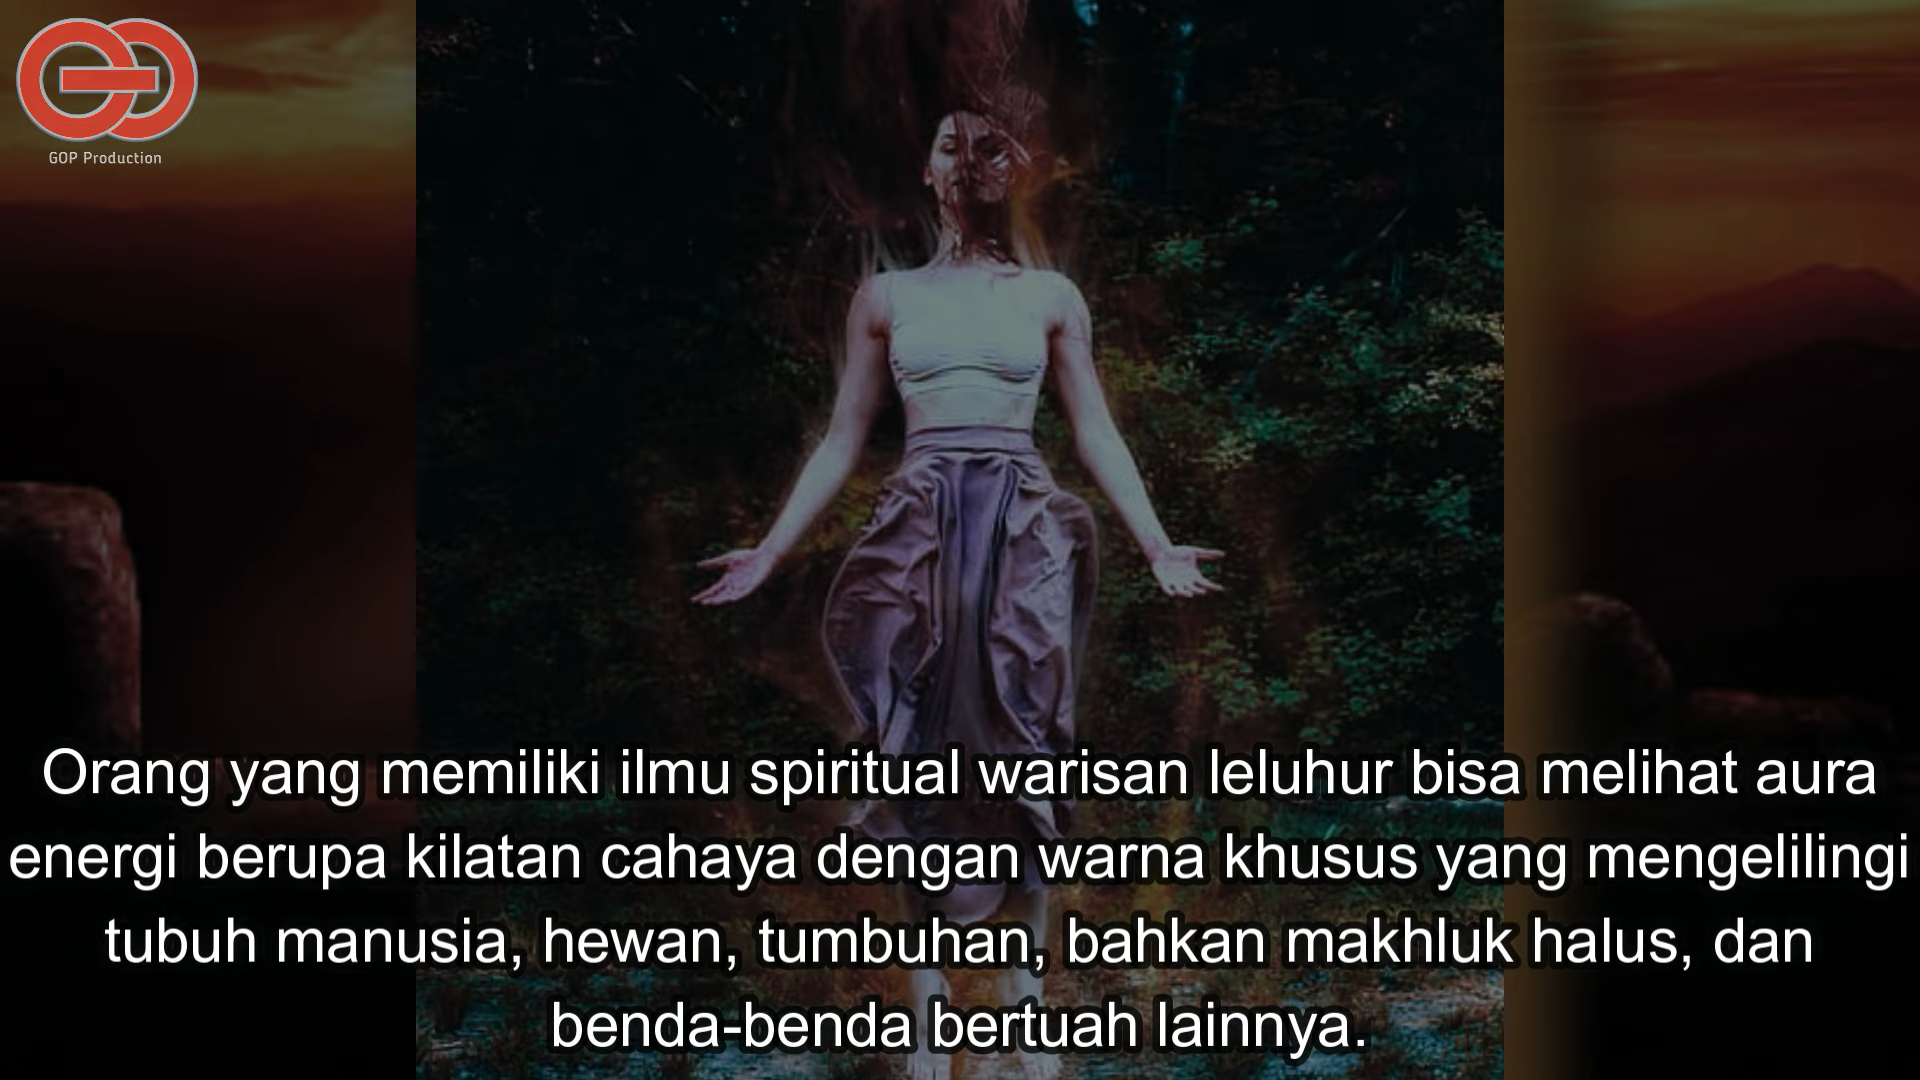 GOP Production
Orang yang memiliki ilmu spiritual warisan leluhur bisa melihat aura
energi berupa kilatan cahaya dengan warna khusus yang mengelilingi
tubuh manusia, hewan, tumbuhan, bahkan makhluk halus, dan
benda-benda bertuah lainnya.